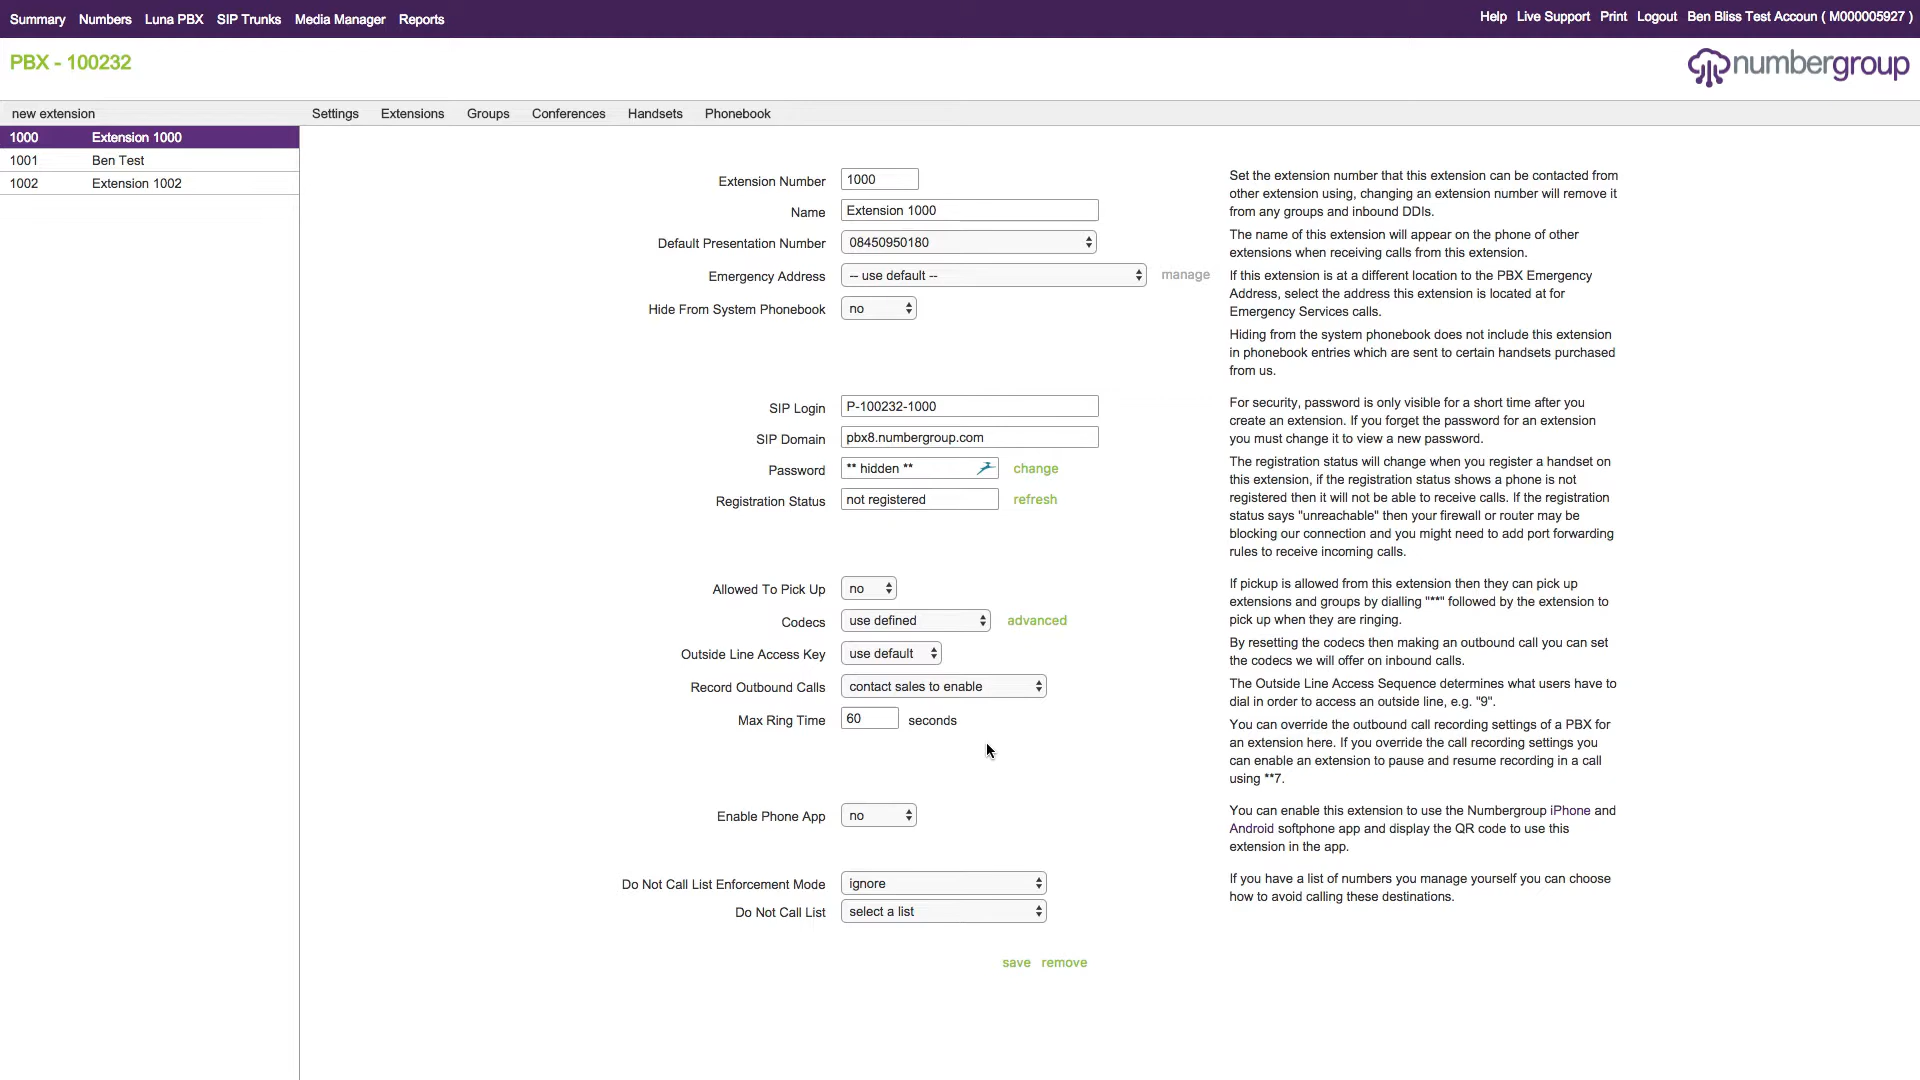 Summary Numbers Luna PBX SIP Trunks Media Manager Reports Help Live Support Print Logout Ben Bliss Test Accoun ( M000005927 )
PBX - 100232
numbergroup
new extension Settings Extensions Groups Conferences Handsets Phonebook
1000 Extension 1000
1001 Ben Test
1002 Extension 1002
Extension Number 1000
Name Extension 1000
Default Presentation Number 08450950180
Emergency Address -- use default -- manage
Hide From System Phonebook no
SIP Login P-100232-1000
SIP Domain pbx8.numbergroup.com
Password ** hidden ** change
Registration Status not registered refresh
Allowed To Pick Up no
Codecs use defined advanced
Outside Line Access Key use default
Record Outbound Calls contact sales to enable
Max Ring Time 60 seconds
Enable Phone App no
Do Not Call List Enforcement Mode ignore
Do Not Call List select a list
save remove
Set the extension number that this extension can be contacted from
other extension using, changing an extension number will remove it
from any groups and inbound DDIs.
The name of this extension will appear on the phone of other
extensions when receiving calls from this extension.
If this extension is at a different location to the PBX Emergency
Address, select the address this extension is located at for
Emergency Services calls.
Hiding from the system phonebook does not include this extension
in phonebook entries which are sent to certain handsets purchased
from us.
For security, password is only visible for a short time after you
create an extension. If you forget the password for an extension
you must change it to view a new password.
The registration status will change when you register a handset on
this extension, if the registration status shows a phone is not
registered then it will not be able to receive calls. If the registration
status says "unreachable" then your firewall or router may be
blocking our connection and you might need to add port forwarding
rules to receive incoming calls.
If pickup is allowed from this extension then they can pick up
extensions and groups by dialling "**" followed by the extension to
pick up when they are ringing.
By resetting the codecs then making an outbound call you can set
the codecs we will offer on inbound calls.
The Outside Line Access Sequence determines what users have to
dial in order to access an outside line, e.g. "9".
You can override the outbound call recording settings of a PBX for
an extension here. If you override the call recording settings you
can enable an extension to pause and resume recording in a call
using **7.
You can enable this extension to use the Numbergroup iPhone and
Android softphone app and display the QR code to use this
extension in the app.
If you have a list of numbers you manage yourself you can choose
how to avoid calling these destinations.